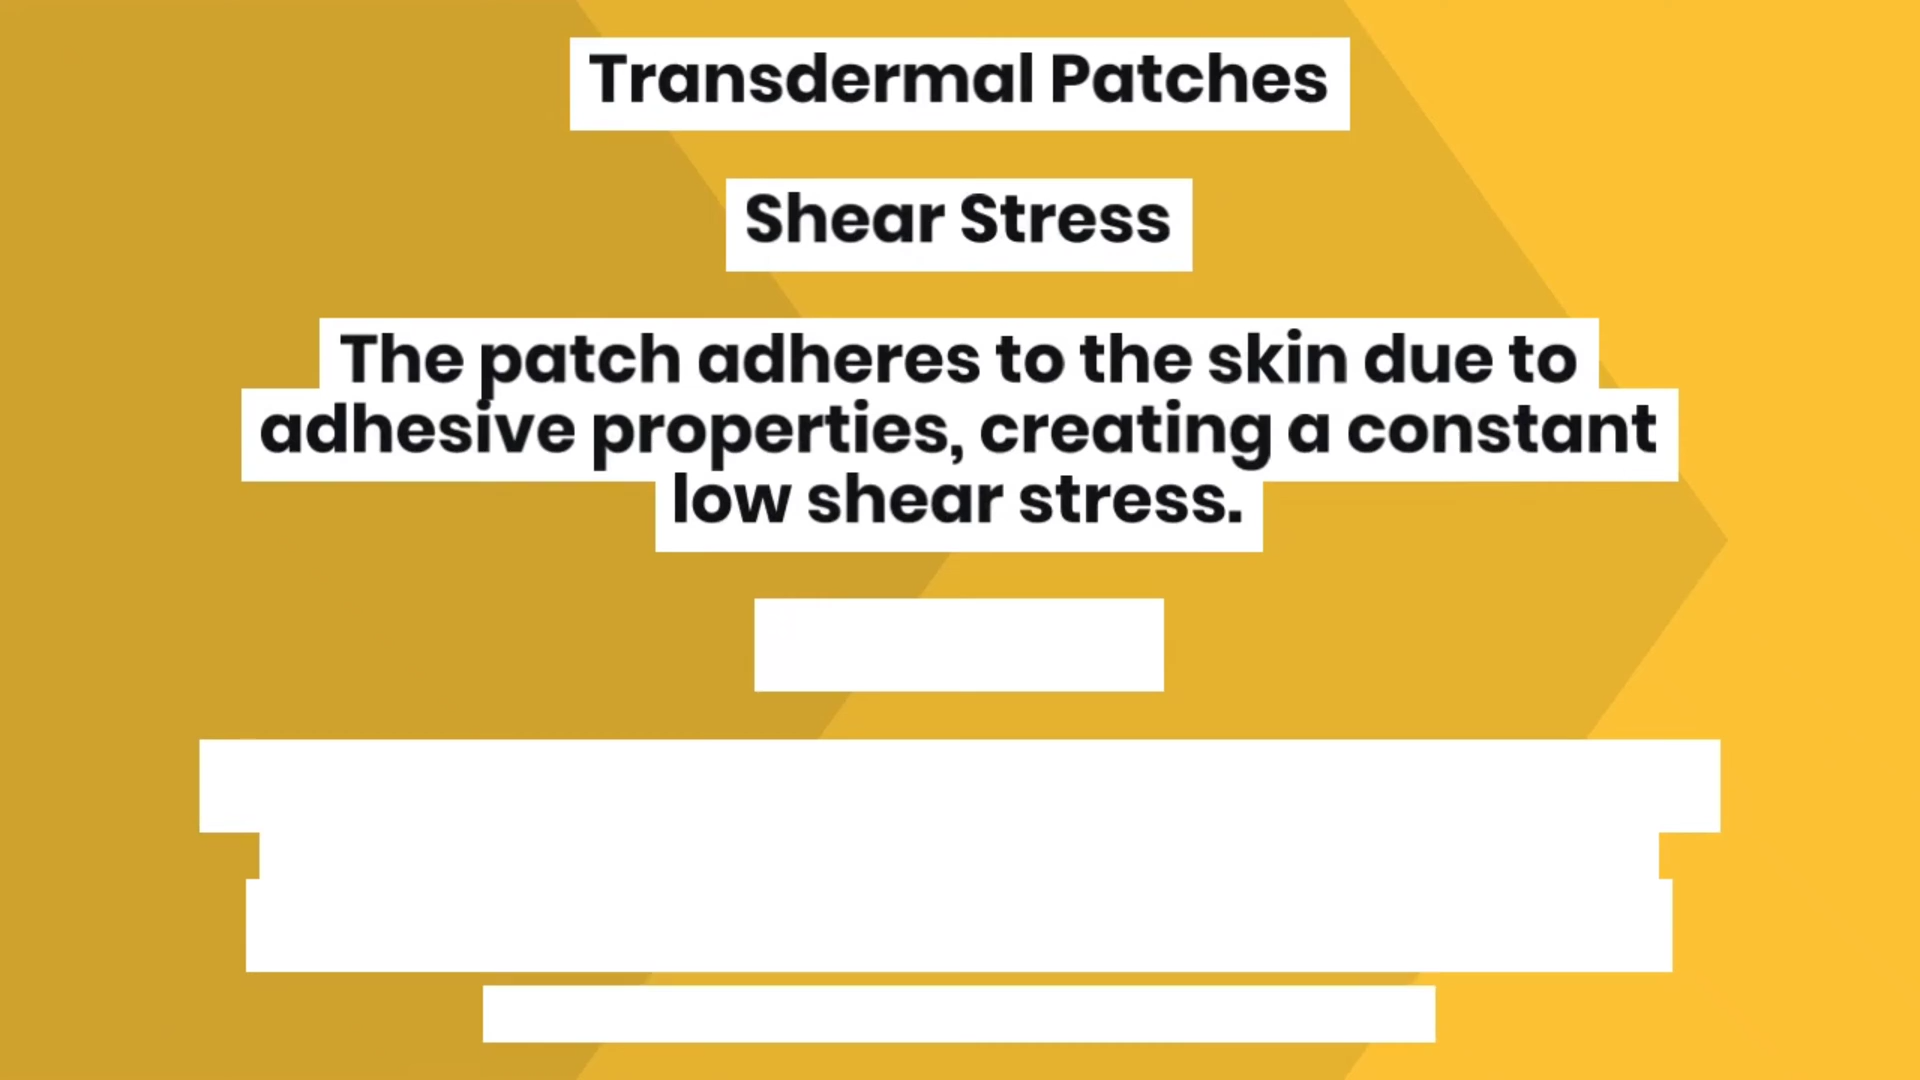 Transdermal Patches
Shear Stress
The patch adheres to the skin due to
adhesive properties, creating a constant
low shear stress.